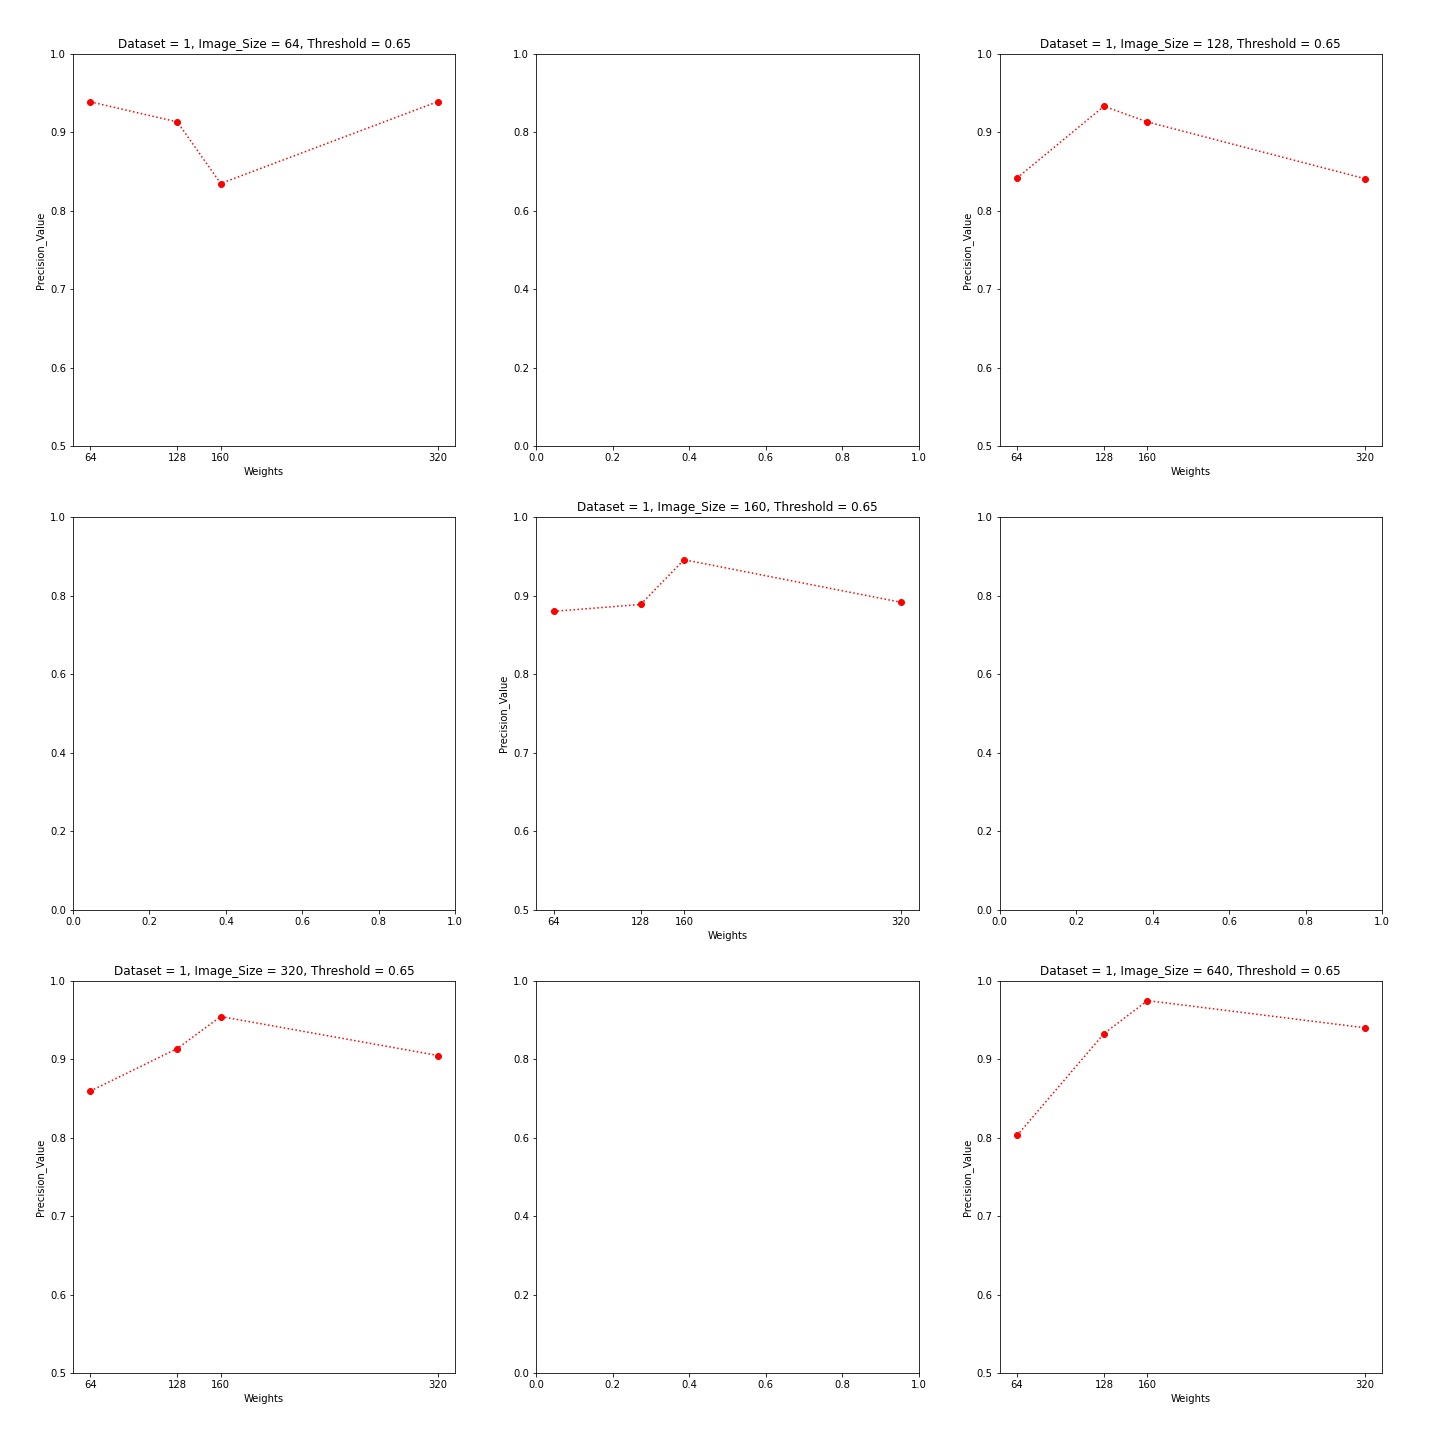 Dataset = 1, Image_Size = 64, Threshold = 0.65
1.0
0.9
0.8
0.7
0.6
0.5
Precision_Value
64 128 160 320
Weights
1.0
0.8
0.6
0.4
0.2
0.0
0.0 0.2 0.4 0.6 0.8 1.0
Dataset = 1, Image_Size = 128, Threshold = 0.65
1.0
0.9
0.8
0.7
0.6
0.5
Precision_Value
64 128 160 320
Weights
1.0
0.8
0.6
0.4
0.2
0.0
0.0 0.2 0.4 0.6 0.8 1.0
Dataset = 1, Image_Size = 160, Threshold = 0.65
1.0
0.9
0.8
0.7
0.6
0.5
Precision_Value
64 128 160 320
Weights
1.0
0.8
0.6
0.4
0.2
0.0
0.0 0.2 0.4 0.6 0.8 1.0
Dataset = 1, Image_Size = 320, Threshold = 0.65
1.0
0.9
0.8
0.7
0.6
0.5
Precision_Value
64 128 160 320
Weights
1.0
0.8
0.6
0.4
0.2
0.0
0.0 0.2 0.4 0.6 0.8 1.0
Dataset = 1, Image_Size = 640, Threshold = 0.65
1.0
0.9
0.8
0.7
0.6
0.5
Precision_Value
64 128 160 320
Weights